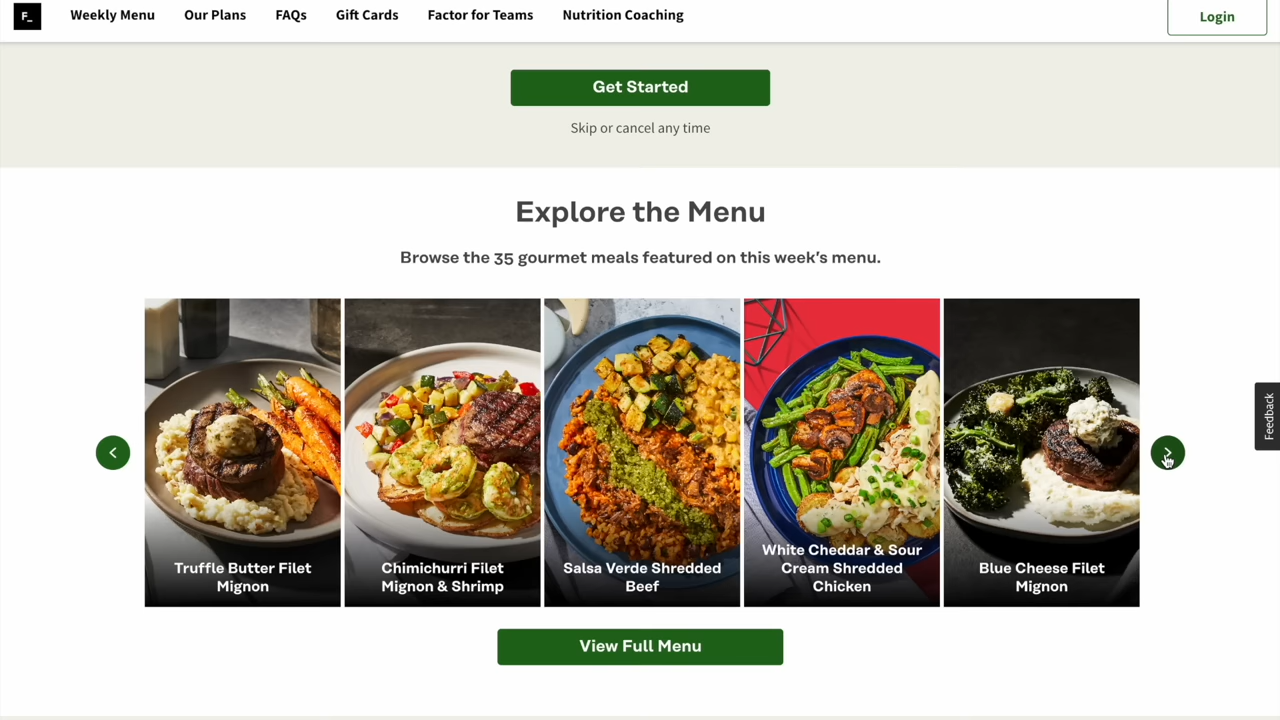 F_
Weekly Menu
Our Plans
FAQs
Gift Cards
Factor for Teams
Nutrition Coaching
Login
Get Started
Skip or cancel any time
Explore the Menu
Browse the 35 gourmet meals featured on this week's menu.
Truffle Butter Filet
Mignon
Chimichurri Filet
Mignon & Shrimp
Salsa Verde Shredded
Beef
White Cheddar & Sour
Cream Shredded
Chicken
Blue Cheese Filet
Mignon
Feedback
View Full Menu